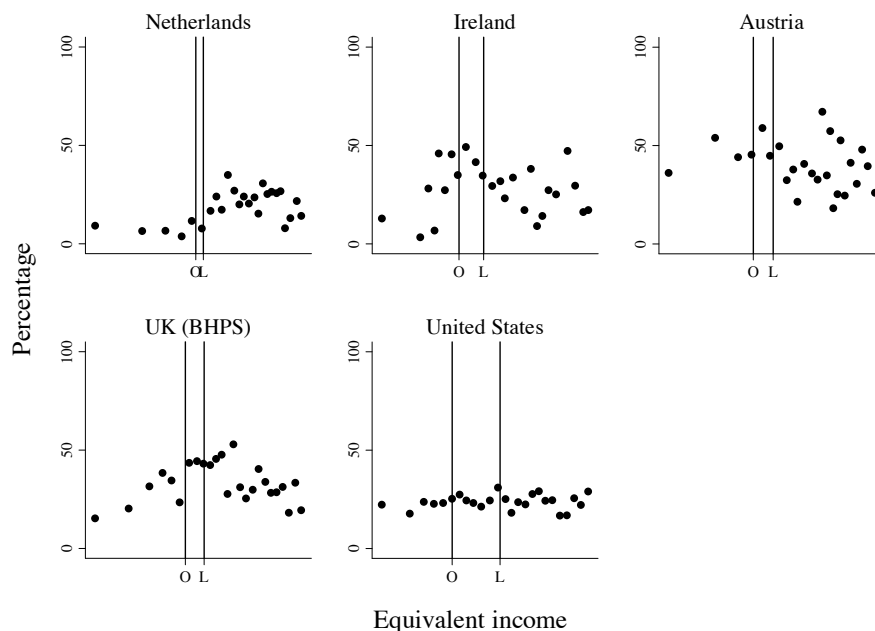 Netherlands
Ireland
Austria
100
50
0
O L
100
50
0
O L
100
50
0
O L
Percentage
UK (BHPS)
United States
100
50
0
O L
100
50
0
O L
Equivalent income